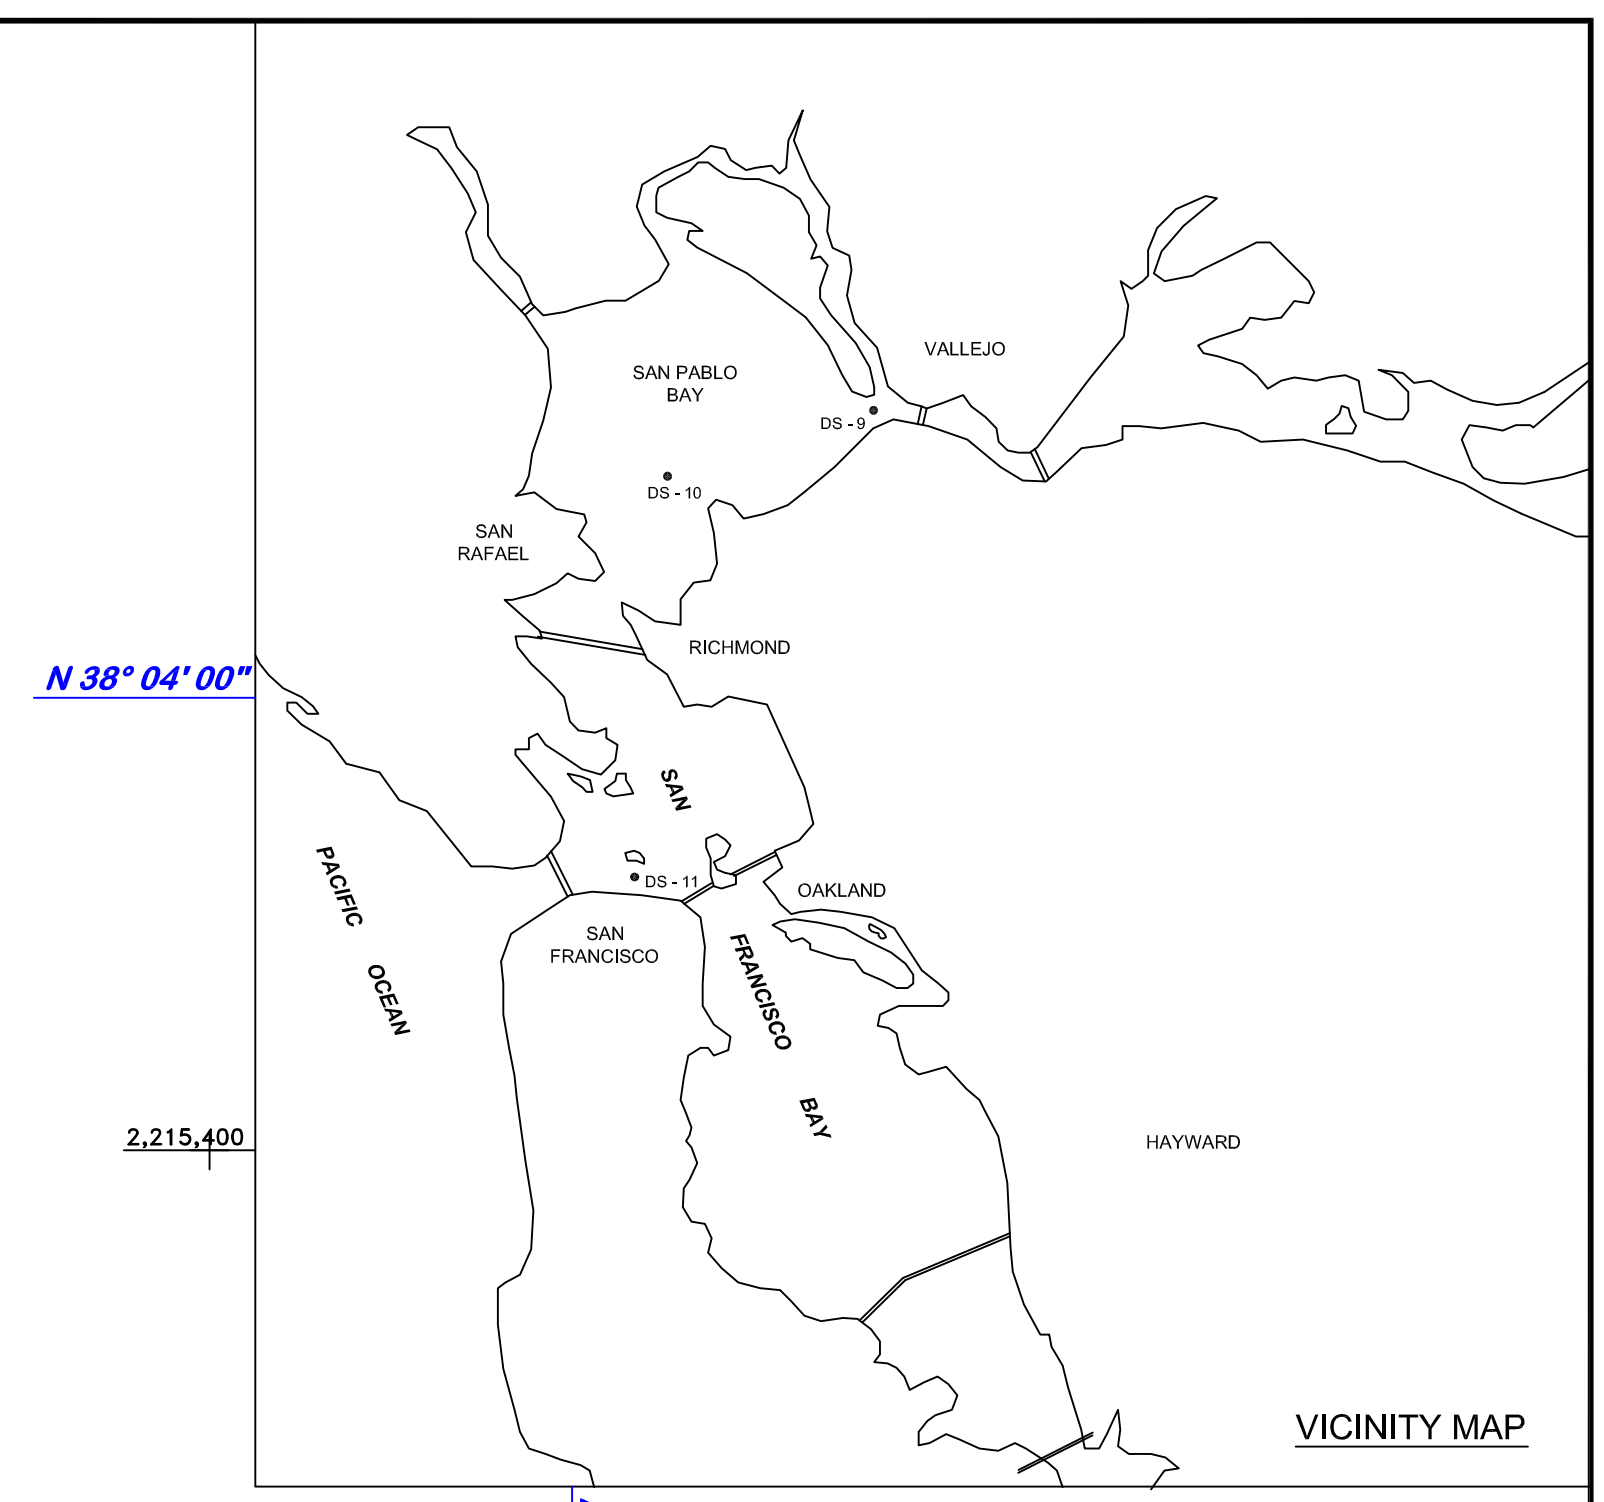 VALLEJO
SAN PABLO
BAY
DS - 9
DS - 10
SAN
RAFAEL
RICHMOND
N 38° 04' 00"
SAN
FRANCISCO
BAY
PACIFIC
OCEAN
DS - 11
OAKLAND
SAN
FRANCISCO
2,215,400
HAYWARD
VICINITY MAP